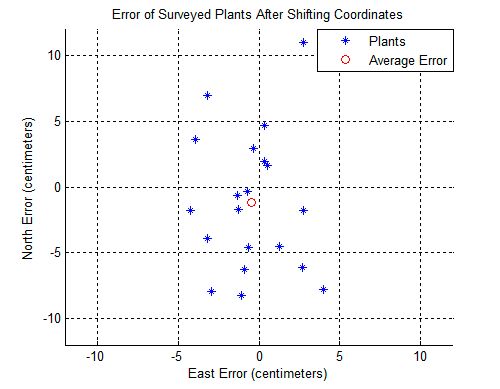 Error of Surveyed Plants After Shifting Coordinates
Plants
Average Error
10
5
0
-5
-10
North Error (centimeters)
-10 -5 0 5 10
East Error (centimeters)